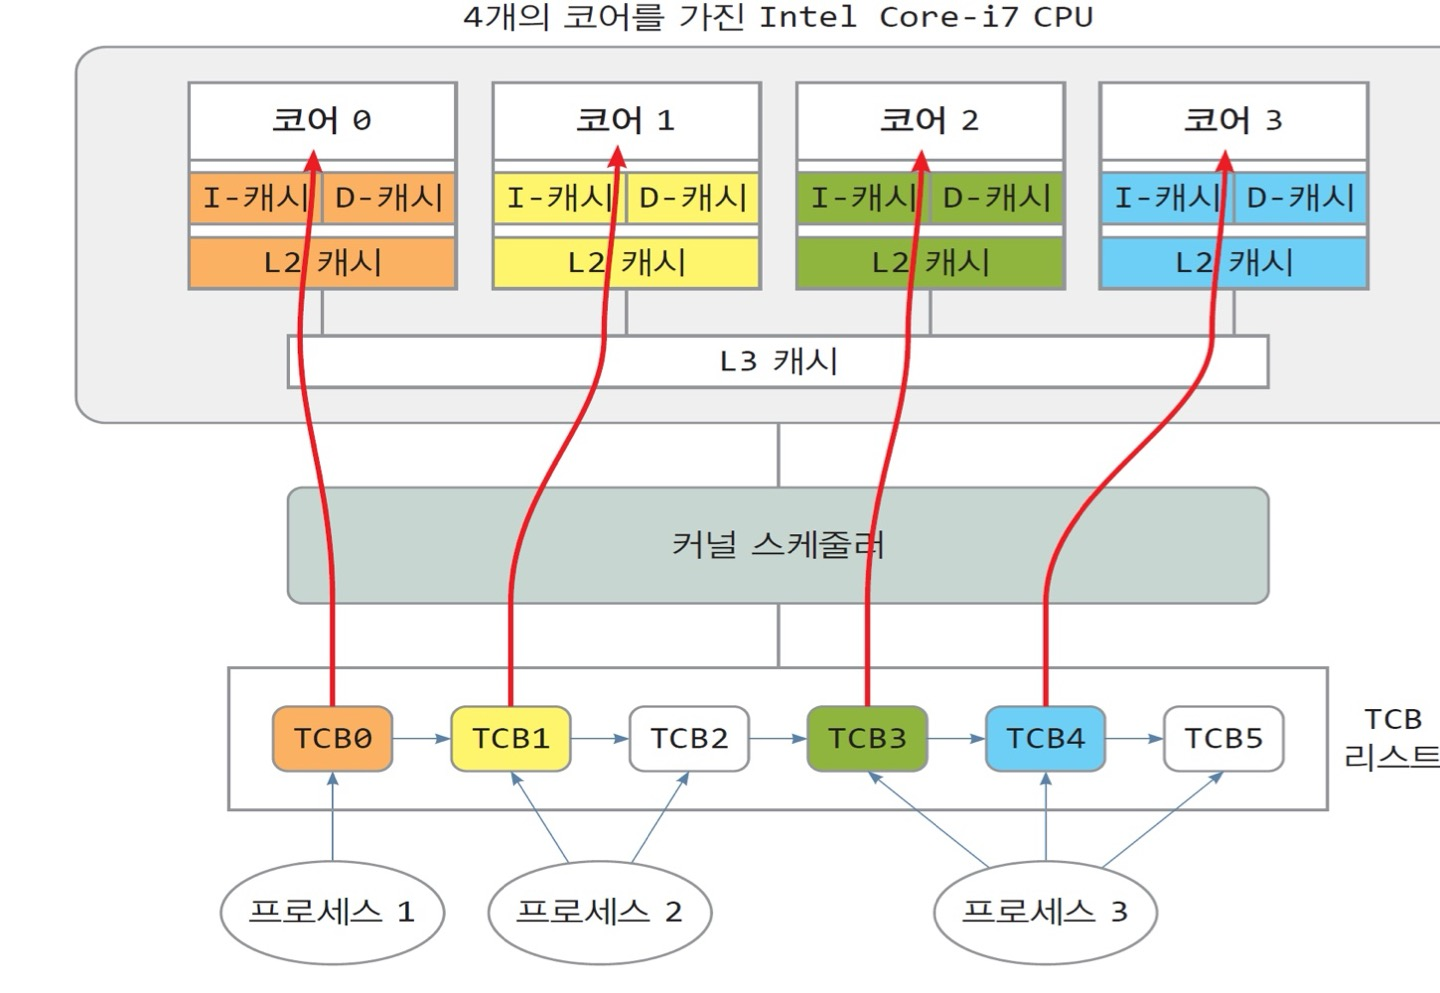 4개의 코어를 가진 Intel Core-i7 CPU
코어 0
코어 1
코어 2
코어 3
I-캐시 D-캐시
I-캐시 D-캐시
I-캐시 D-캐시
I-캐시 D-캐시
L2 캐시
L2 캐시
L2 캐시
L2 캐시
L3 캐시
커널 스케줄러
TCB0
TCB1
TCB2
TCB3
TCB4
TCB5
TCB
리스트
프로세스 1
프로세스 2
프로세스 3